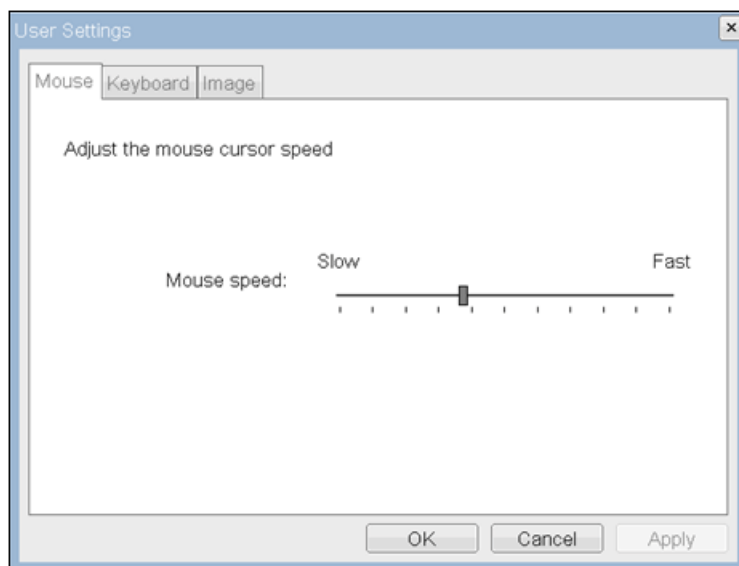 User Settings
Mouse Keyboard Image
Adjust the mouse cursor speed
Slow Fast
Mouse speed:
OK Cancel Apply